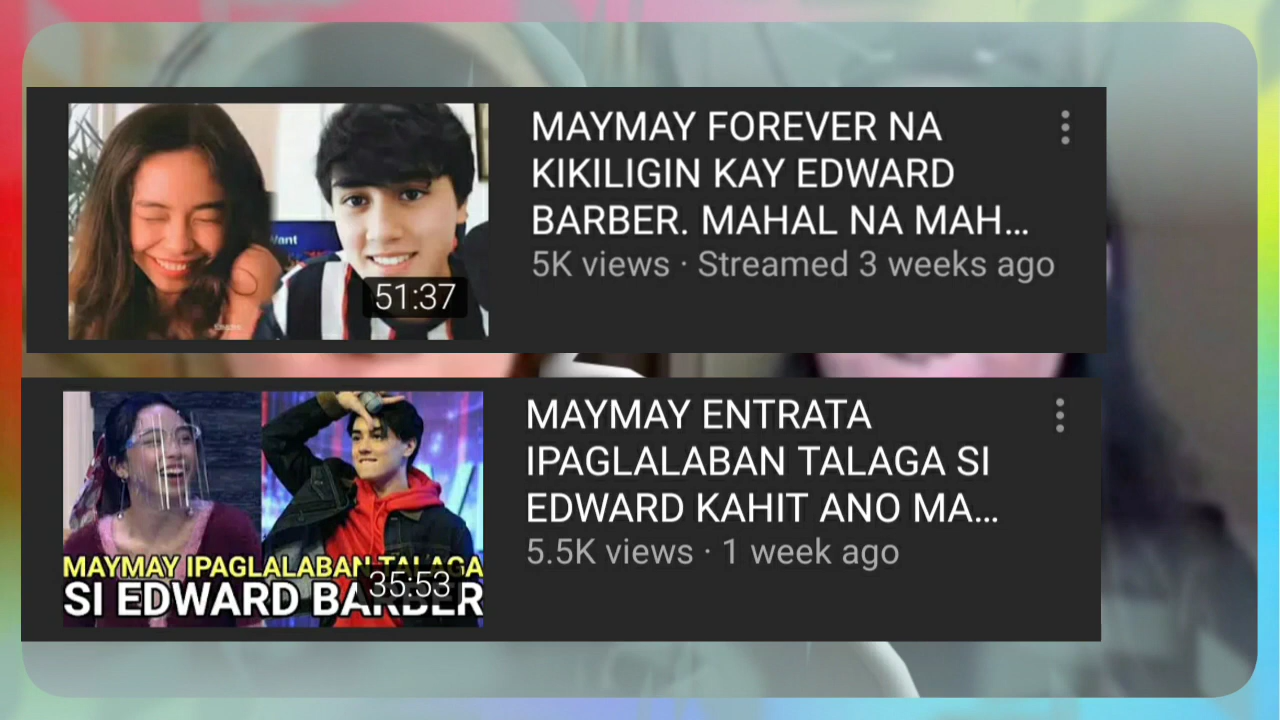 MAYMAY FOREVER NA
KIKILIGIN KAY EDWARD
BARBER. MAHAL NA MAH...
5K views · Streamed 3 weeks ago
Want
51:37
MAYMAY ENTRATA
IPAGLALABAN TALAGA SI
EDWARD KAHIT ANO MA...
5.5K views · 1 week ago
MAYMAY IPAGLALABAN TALAGA
SI EDWARD BARBER
35:53